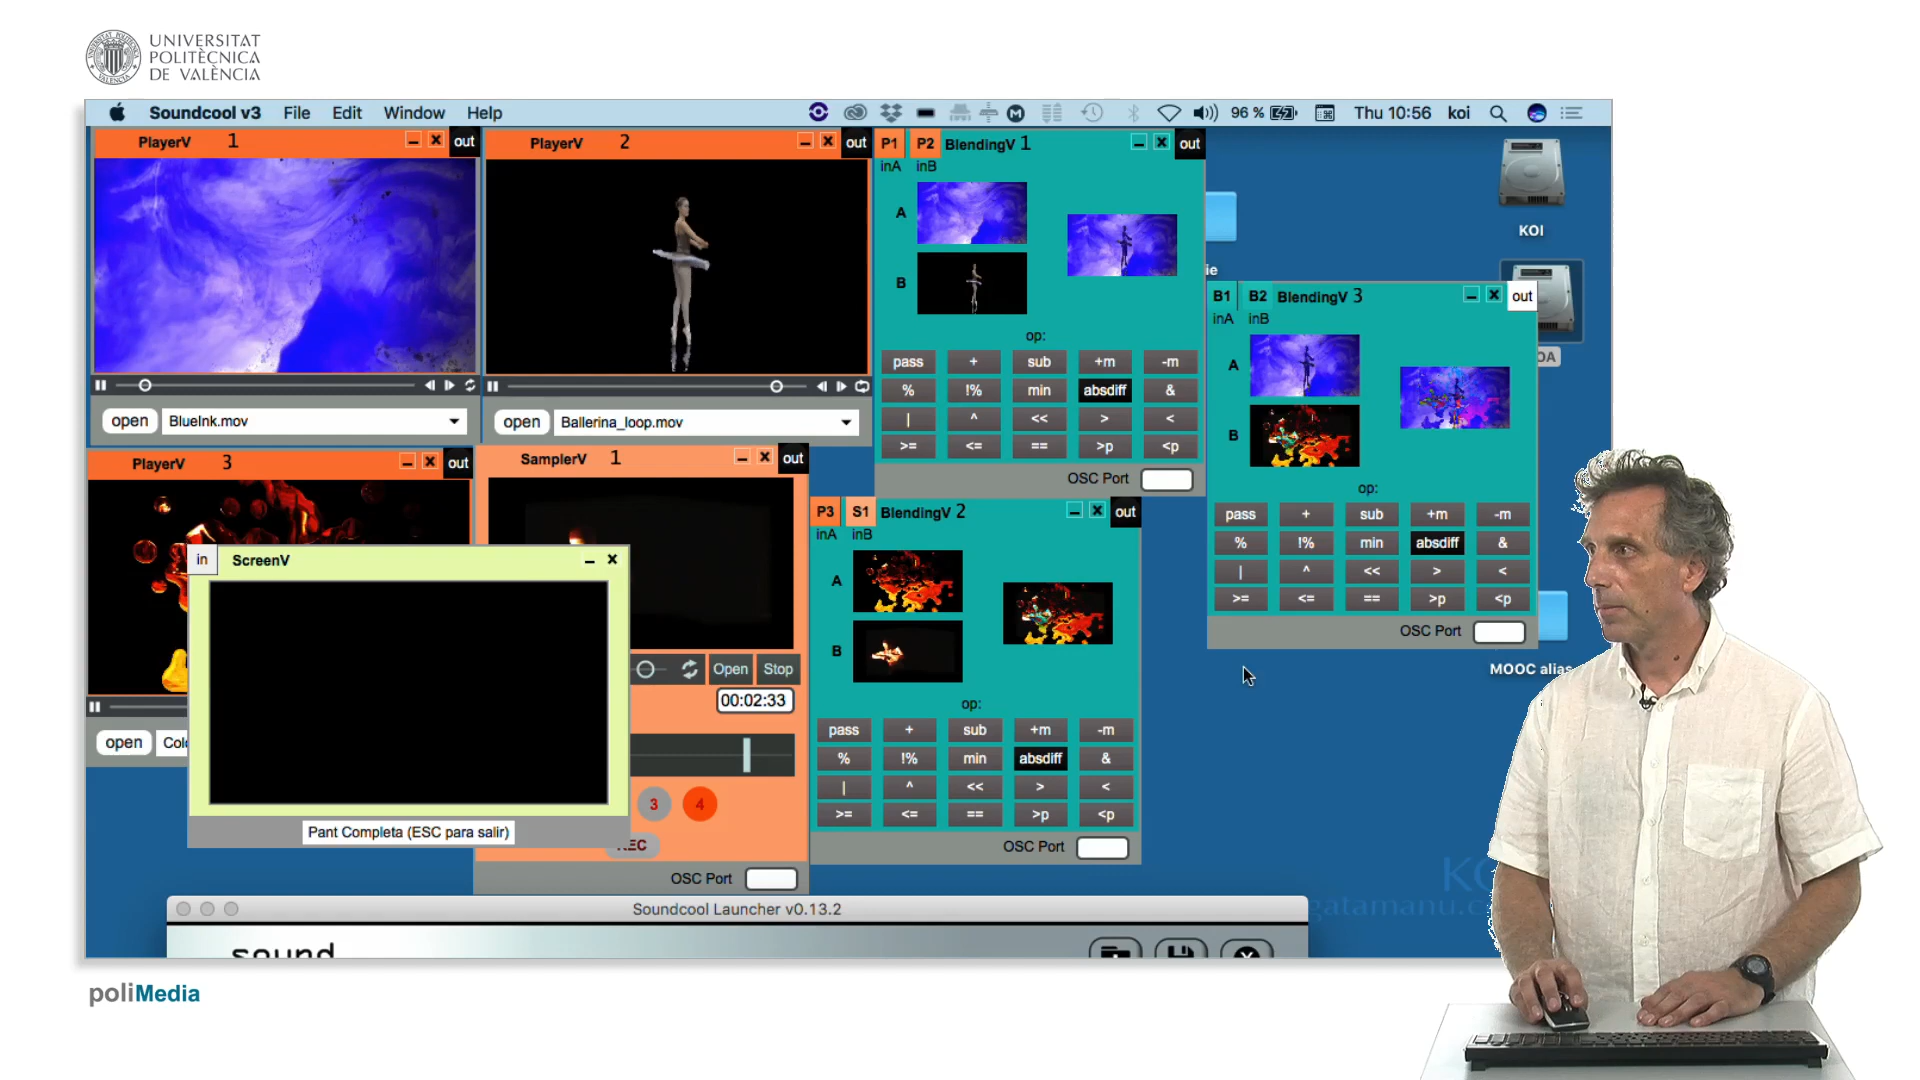 UNIVERSITAT
POLITÈCNICA
DE VALÈNCIA
Soundcool v3 File Edit Window Help
96 % Thu 10:56 koi
PlayerV 1 out
PlayerV 2 out
P1 P2 BlendingV 1 out
inA inB
A
B
op:
pass + sub +m -m
% !% min absdiff &
| ^ << > <
>= <= == >p <p
OSC Port
open BlueInk.mov
open Ballerina_loop.mov
KOI
B1 B2 BlendingV 3 out
inA inB
A
B
op:
pass + sub +m -m
% !% min absdiff &
| ^ << > <
>= <= == >p <p
OSC Port
MOOC alias
PlayerV 3 out
SamplerV 1 out
P3 S1 BlendingV 2 out
inA inB
A
B
op:
pass + sub +m -m
% !% min absdiff &
| ^ << > <
>= <= == >p <p
OSC Port
in ScreenV
Open Stop
00:02:33
open
3 4
Pant Completa (ESC para salir)
OSC Port
Soundcool Launcher v0.13.2
sound
poliMedia